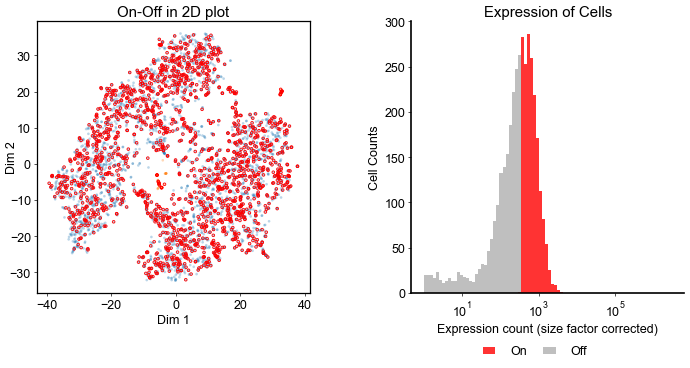 On-Off in 2D plot
Dim 2
30
20
10
0
−10
−20
−30
−40
−20
0
20
40
Dim 1
Expression of Cells
Cell Counts
300
250
200
150
100
50
0
10^1
10^3
10^5
Expression count (size factor corrected)
On
Off